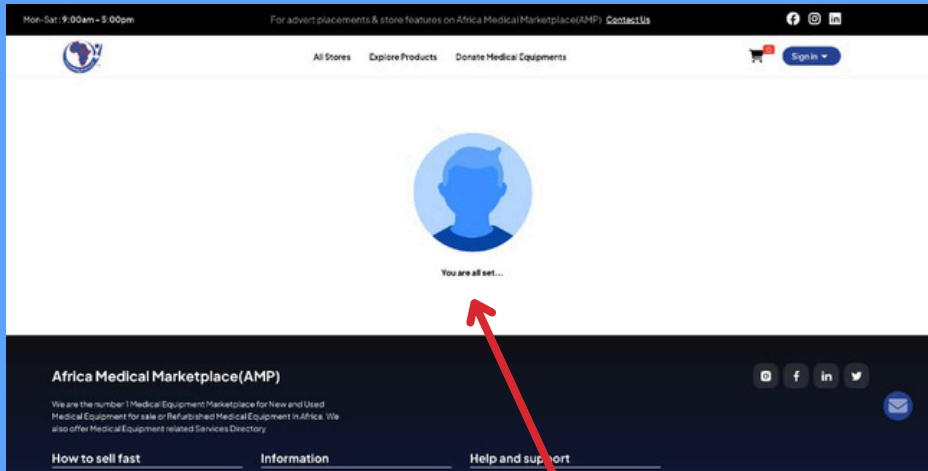 Mon-Sat: 9:00am - 5:00pm
For advert placements & store features on Africa Medical Marketplace(AMP) Contact Us
All Stores
Explore Products
Donate Medical Equipments
0
Sign in
You are all set...
Africa Medical Marketplace(AMP)
We are the number 1 Medical Equipment Marketplace for New and Used
Medical Equipment for sale or Refurbished Medical Equipment In Africa. We
also offer Medical Equipment related Services Directory
How to sell fast
Information
Help and support